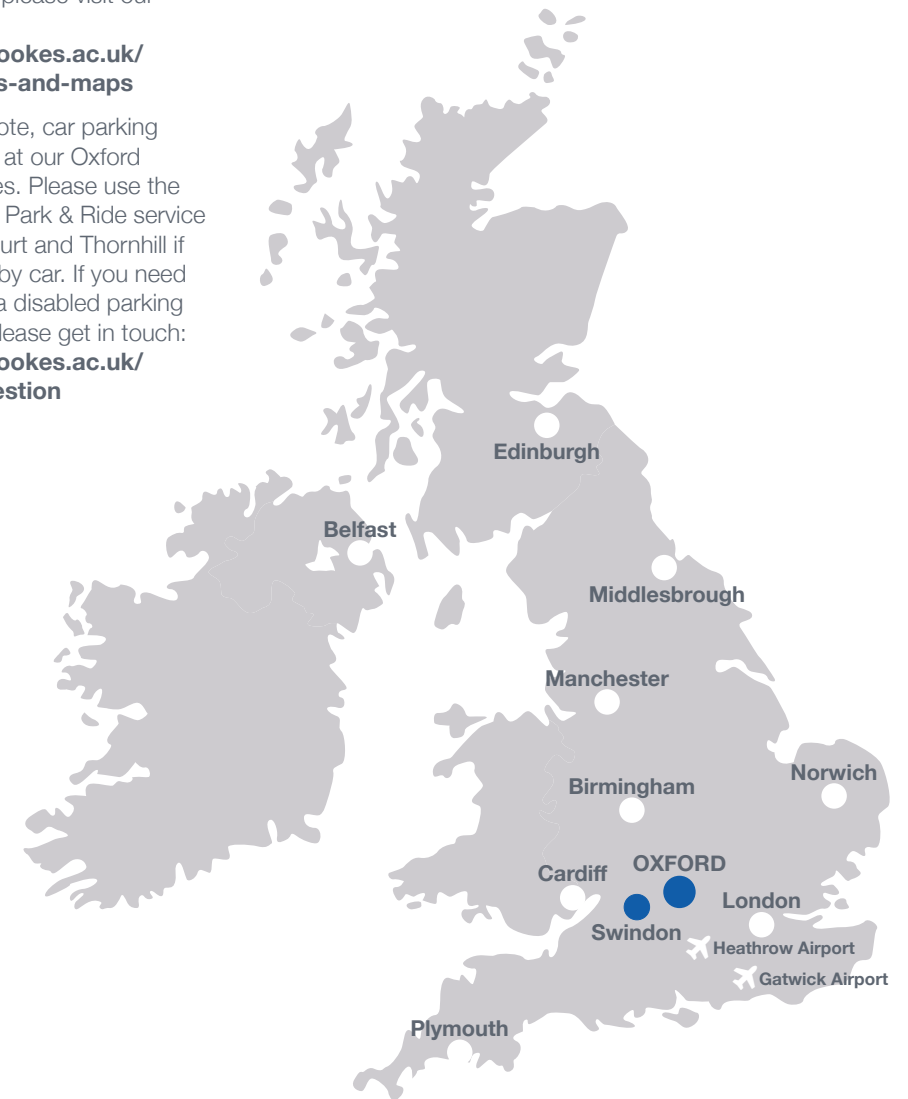 please visit our
ookes.ac.uk/
s-and-maps
ote, car parking
at our Oxford
es. Please use the
Park & Ride service
urt and Thornhill if
by car. If you need
a disabled parking
lease get in touch:
ookes.ac.uk/
estion
Edinburgh
Belfast
Middlesbrough
Manchester
Norwich
Birmingham
OXFORD
Cardiff
London
Swindon
Heathrow Airport
Gatwick Airport
Plymouth